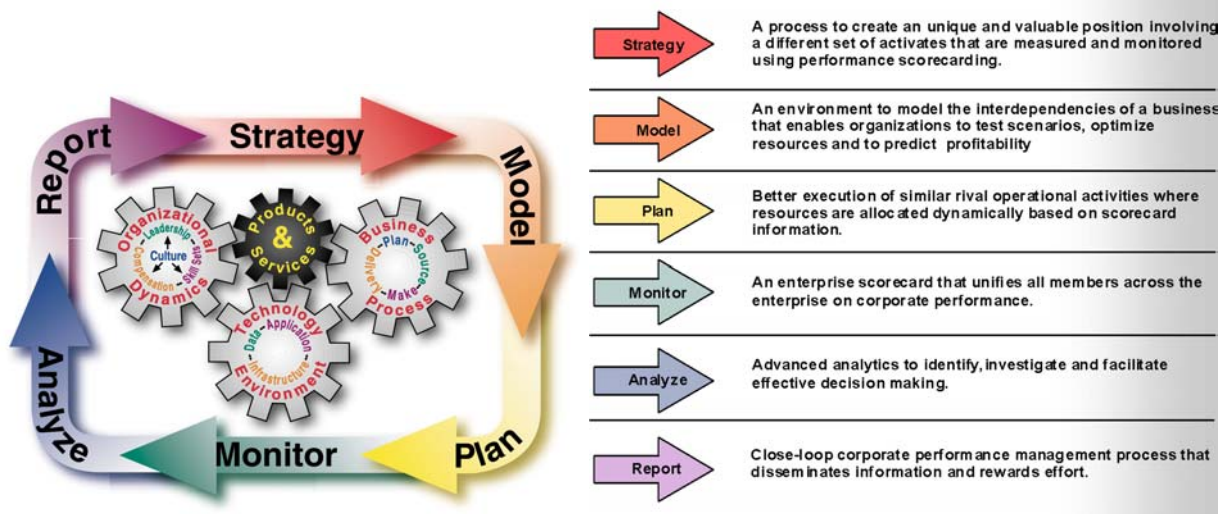 Report
Strategy
Model
Plan
Monitor
Analyze
Organizational
Dynamics
Leadership
Skill Sets
Compensation
Culture
Products
&
Services
Business
Process
Plan
Source
Make
Deliver
Technology
Environment
Data
Application
Infrastructure
Strategy
A process to create an unique and valuable position involving
a different set of activates that are measured and monitored
using performance scorecarding.
Model
An environment to model the interdependencies of a business
that enables organizations to test scenarios, optimize
resources and to predict profitability
Plan
Better execution of similar rival operational activities where
resources are allocated dynamically based on scorecard
information.
Monitor
An enterprise scorecard that unifies all members across the
enterprise on corporate performance.
Analyze
Advanced analytics to identify, investigate and facilitate
effective decision making.
Report
Close-loop corporate performance management process that
disseminates information and rewards effort.